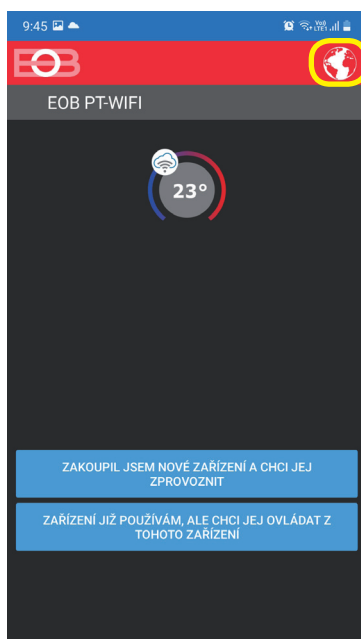 9:45
VoLTE1
EOB
EOB PT-WIFI
23°
ZAKOUPIL JSEM NOVÉ ZAŘÍZENÍ A CHCI JEJ
ZPROVOZNIT
ZAŘÍZENÍ JIŽ POUŽÍVÁM, ALE CHCI JEJ OVLÁDAT Z
TOHOTO ZAŘÍZENÍ